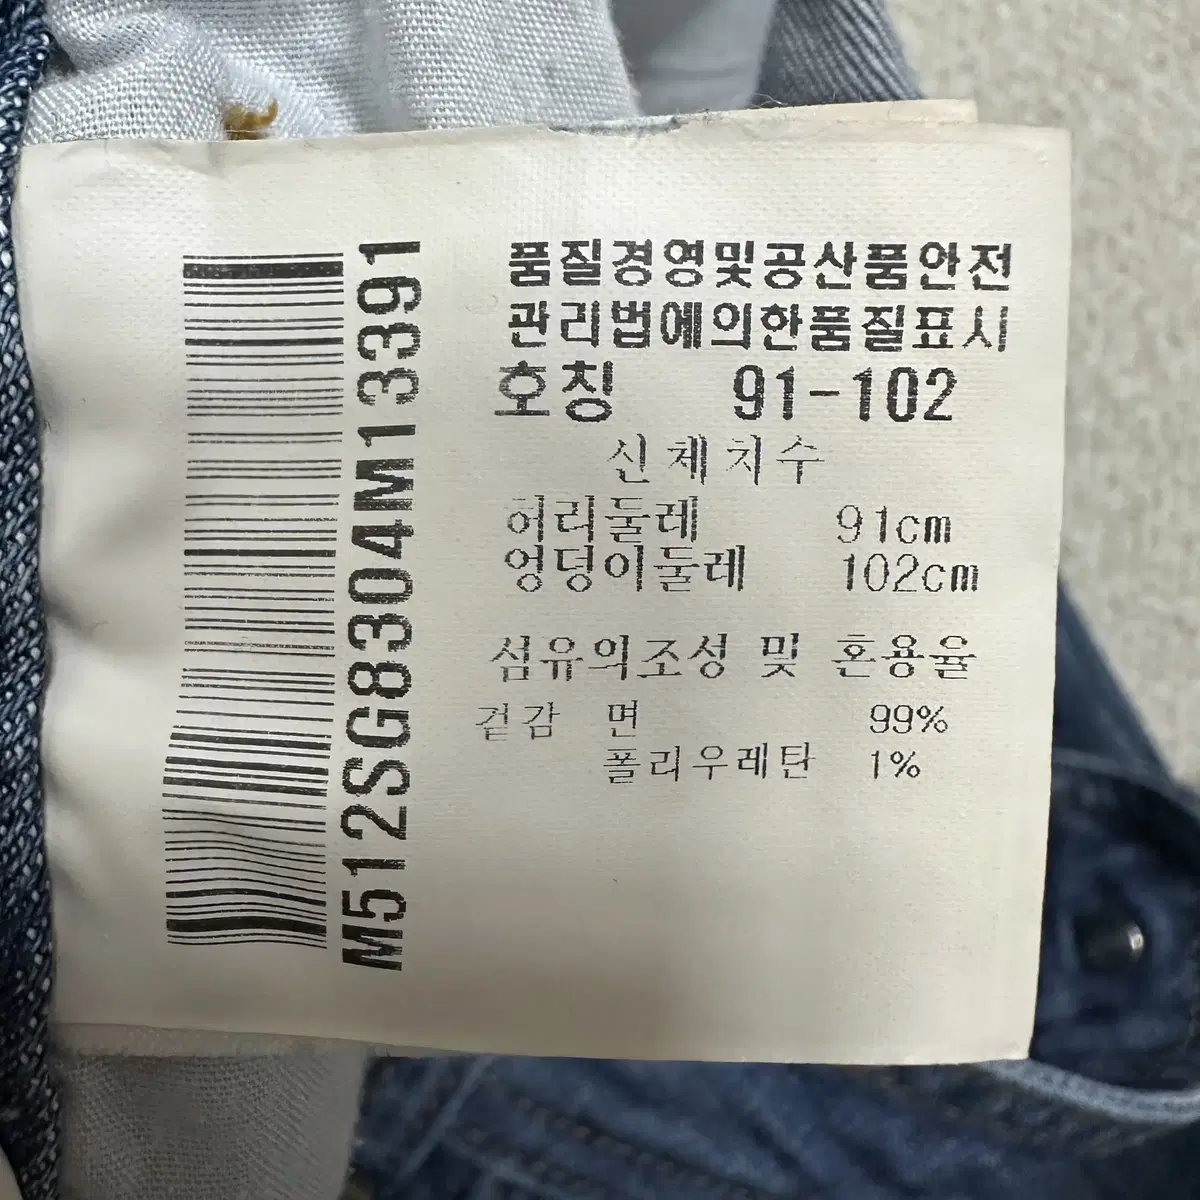 품질경영및공산품안전
관리법에의한품질표시
호칭 91-102
신체치수
허리둘레 91cm
엉덩이둘레 102cm
섬유의조성 및 혼용율
겉감 면 99%
폴리우레탄 1%
M512SG8304M13391